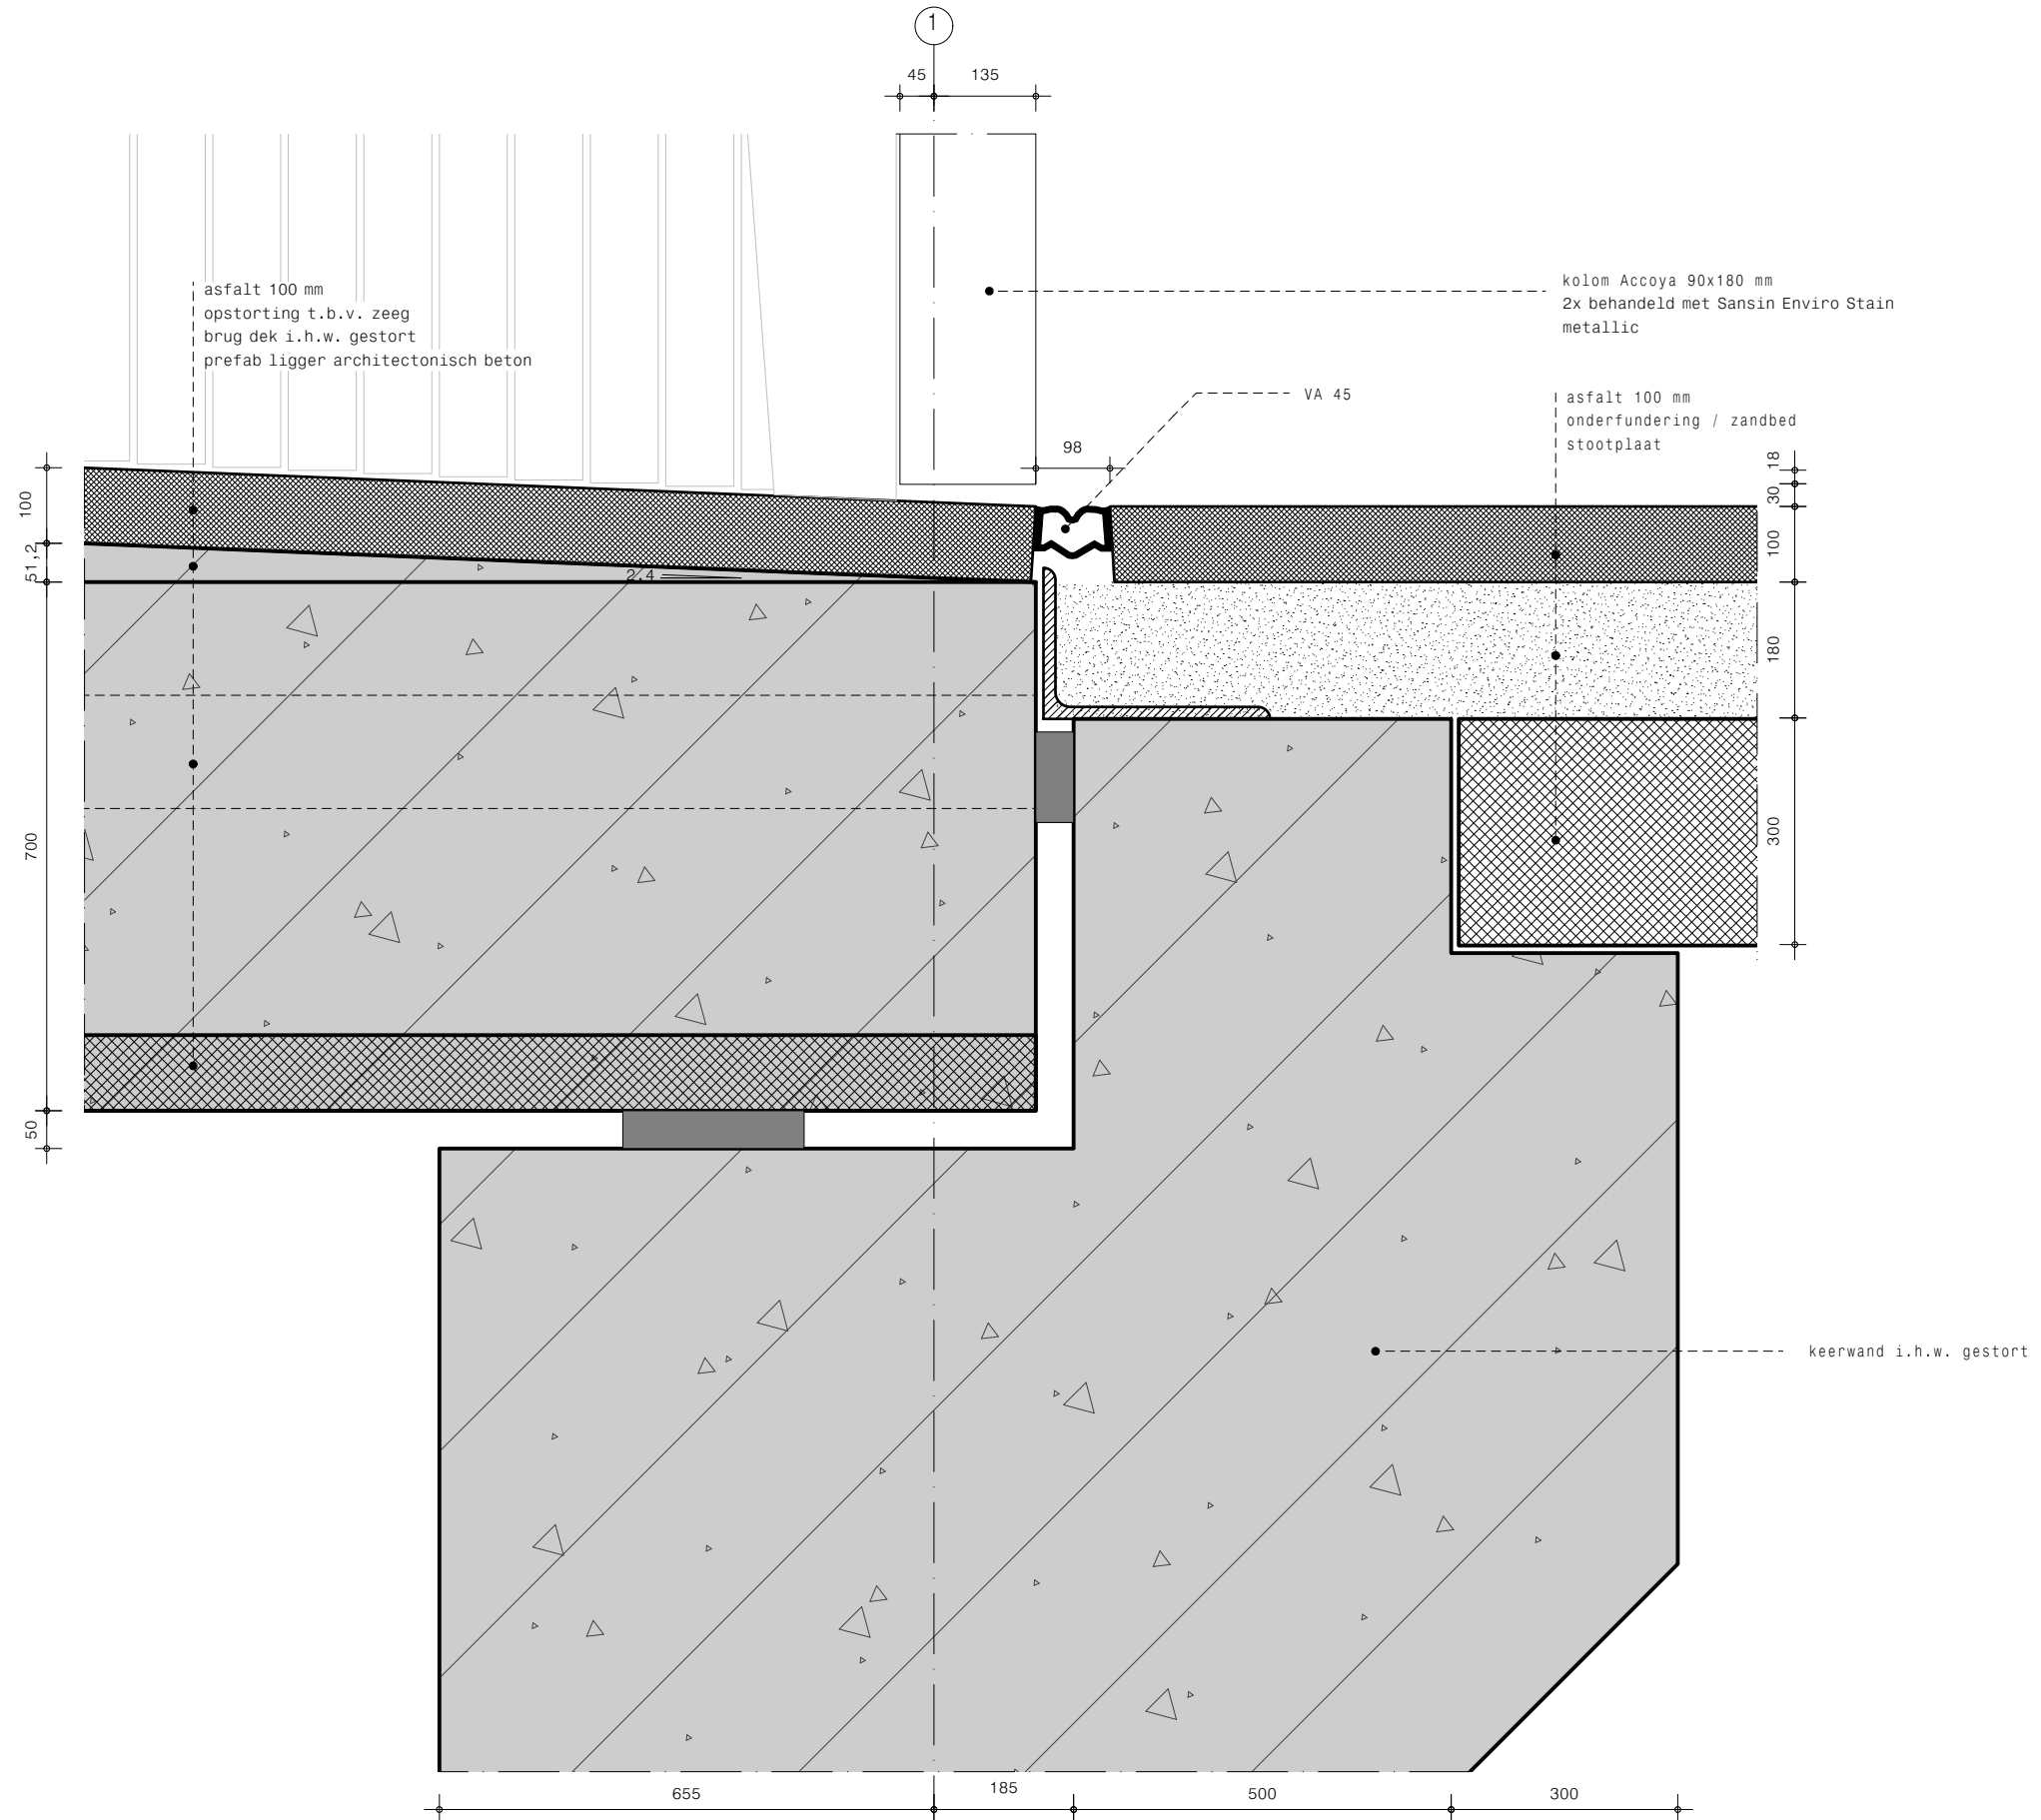 1
45
135
asfalt 100 mm
opstorting t.b.v. zeeg
brug dek i.h.w. gestort
prefab ligger architectonisch beton
kolom Accoya 90x180 mm
2x behandeld met Sansin Enviro Stain
metallic
VA 45
asfalt 100 mm
onderfundering / zandbed
stootplaat
98
18
30
100
180
300
100
51,2
700
50
2.4
keerwand i.h.w. gestort
655
185
500
300